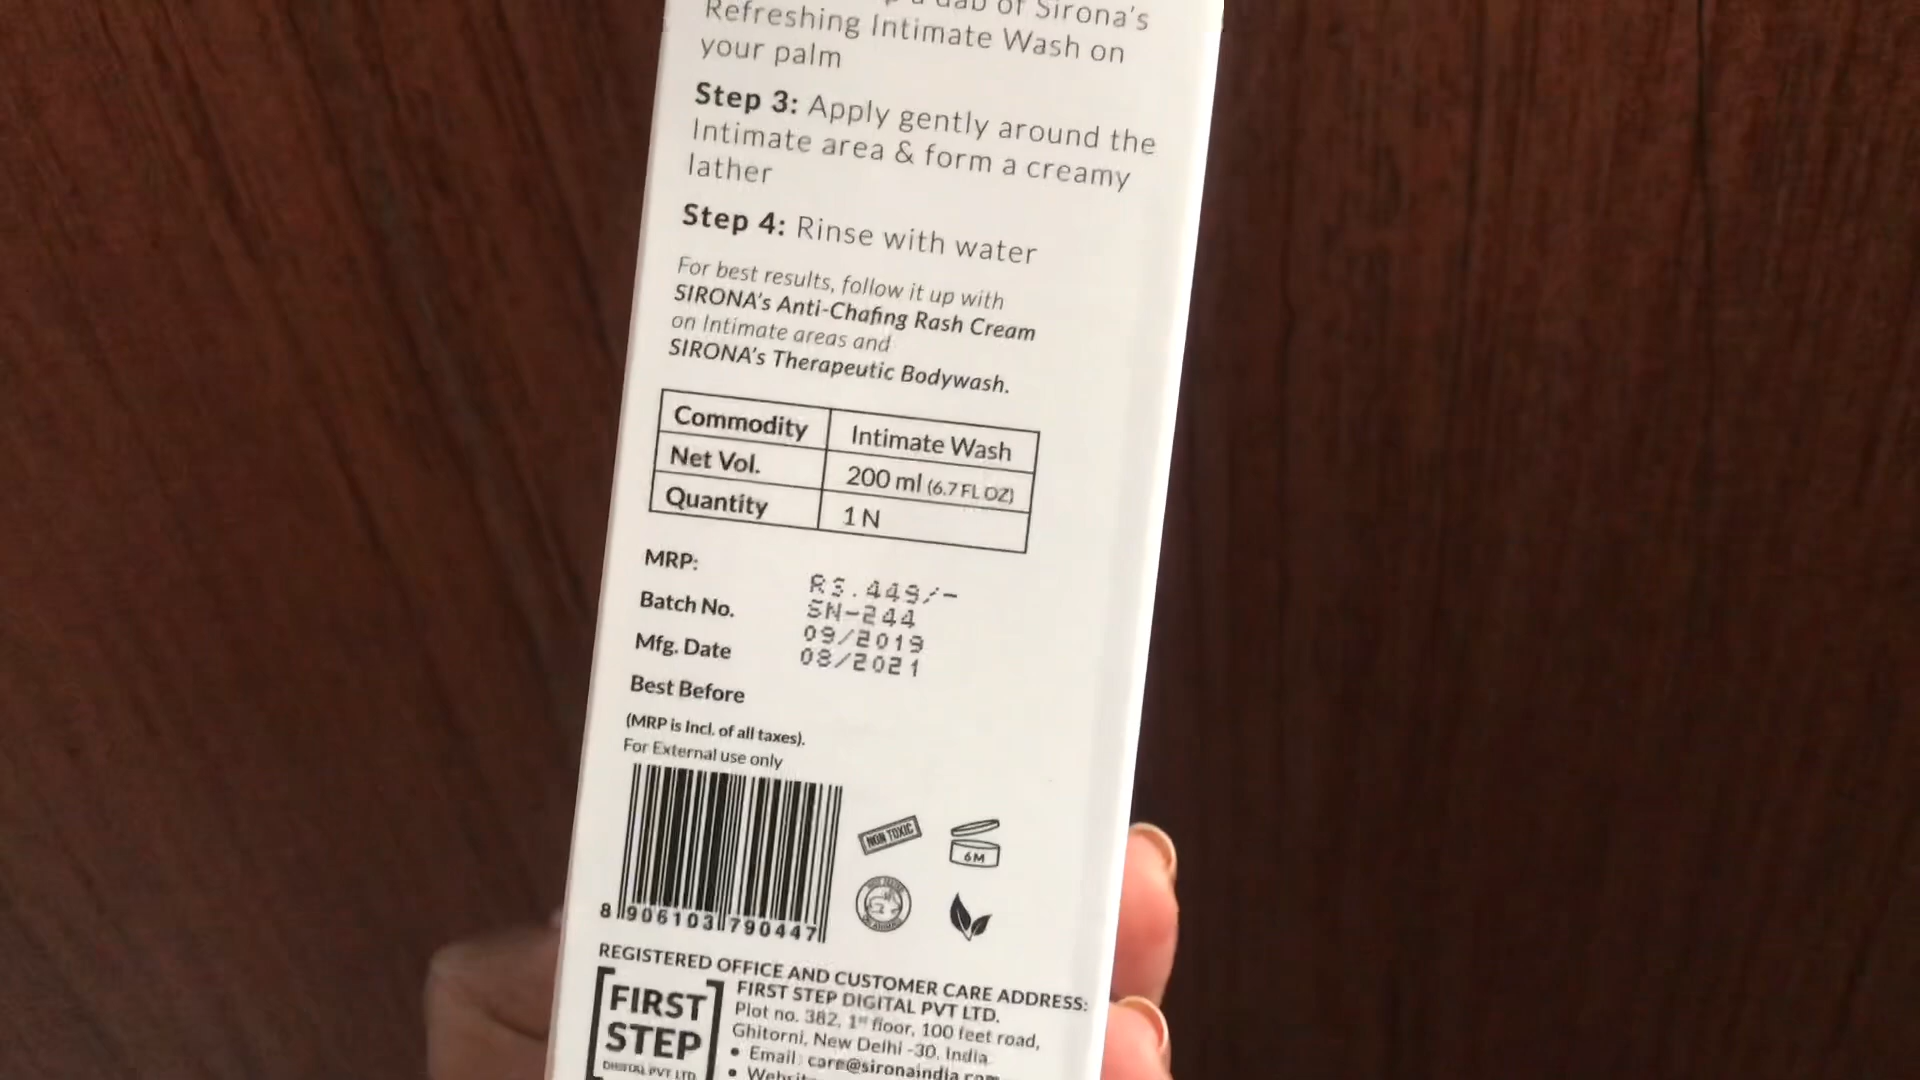 dab of Sirona's
Refreshing Intimate Wash on
your palm
Step 3: Apply gently around the
Intimate area & form a creamy
lather
Step 4: Rinse with water
For best results, follow it up with
SIRONA's Anti-Chafing Rash Cream
on Intimate areas and
SIRONA's Therapeutic Bodywash.
Commodity Intimate Wash
Net Vol. 200 ml (6.7 FL OZ)
Quantity 1 N
MRP: RS.449/-
Batch No. SN-244
Mfg. Date 09/2019
Best Before 08/2021
(MRP is Incl. of all taxes).
For External use only
NON TOXIC
6M
8 906103 790447
REGISTERED OFFICE AND CUSTOMER CARE ADDRESS:
FIRST STEP DIGITAL PVT LTD.
Plot no. 382, 1st floor, 100 feet road,
Ghitorni, New Delhi -30, India
• Email : care@sironaindia.com
FIRST
STEP
DIGITAL PVT LTD